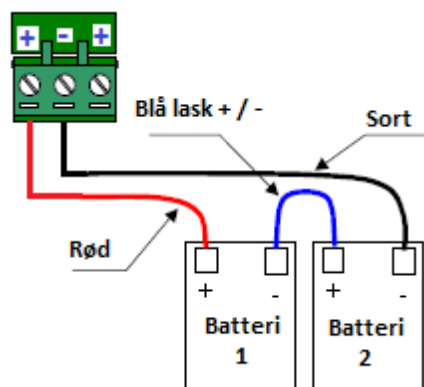 + - +
Blå lask + / -
Sort
Rød
+ - + -
Batteri
1
Batteri
2